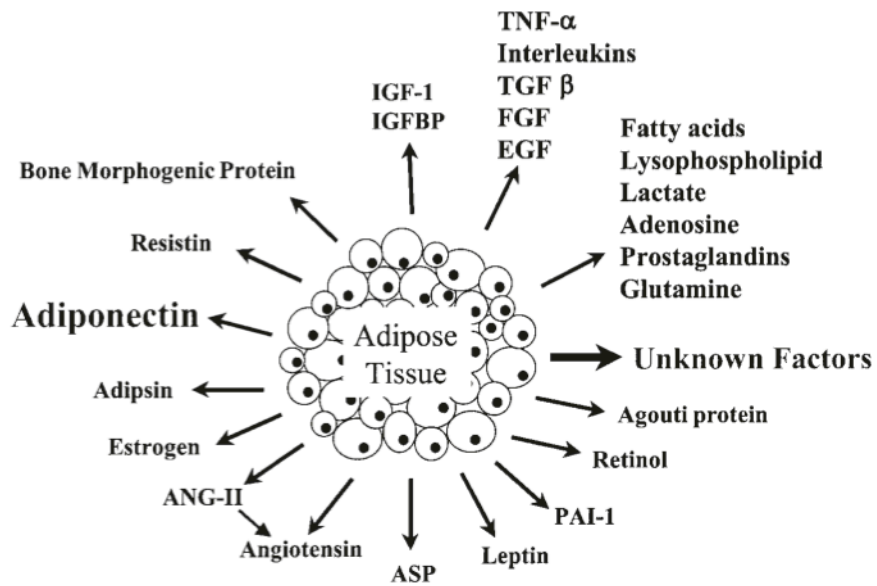 TNF-α
Interleukins
TGF β
FGF
EGF
IGF-1
IGFBP
Fatty acids
Lysophospholipid
Lactate
Adenosine
Prostaglandins
Glutamine
Bone Morphogenic Protein
Resistin
Adiponectin
Adipose
Tissue
Unknown Factors
Adipsin
Agouti protein
Estrogen
Retinol
ANG-II
PAI-1
Angiotensin
Leptin
ASP